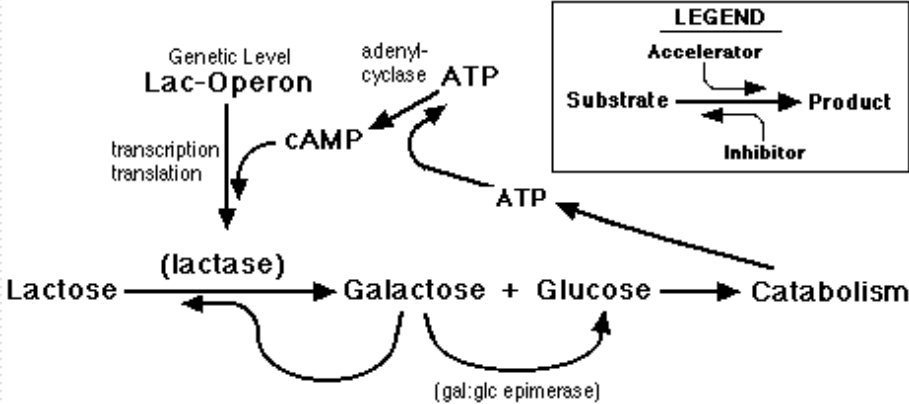 Genetic Level
Lac-Operon
adenyl-
cyclase
ATP
cAMP
transcription
translation
ATP
(lactase)
Lactose
Galactose + Glucose
Catabolism
(gal:glc epimerase)
LEGEND
Accelerator
Substrate
Product
Inhibitor